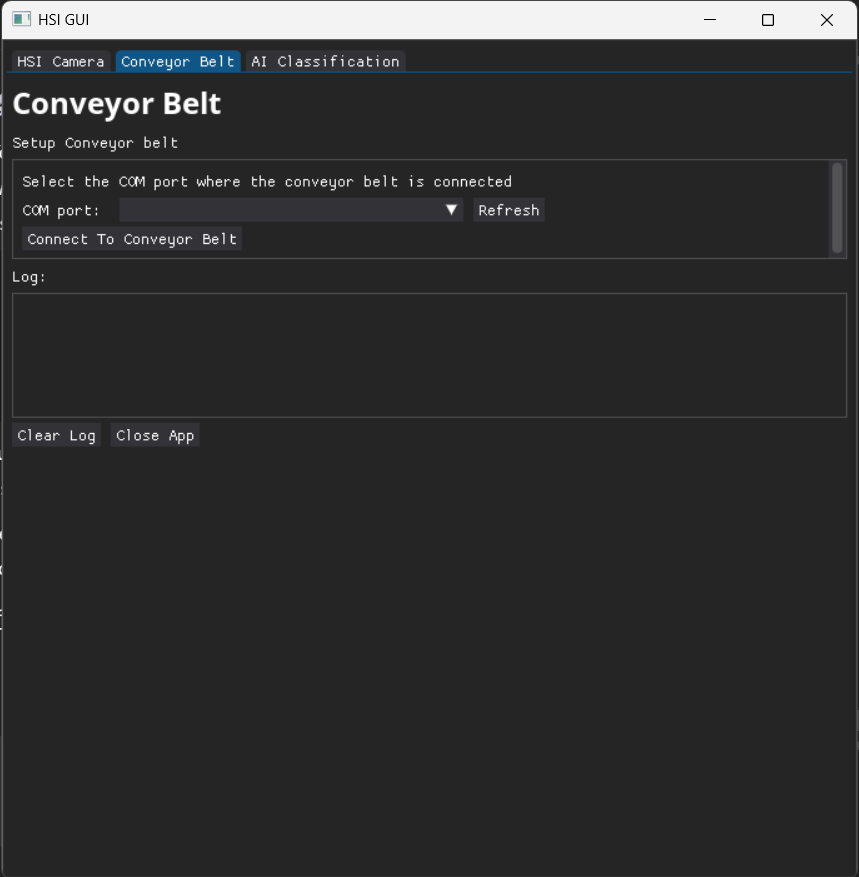 HSI GUI
HSI Camera Conveyor Belt AI Classification
Conveyor Belt
Setup Conveyor belt
Select the COM port where the conveyor belt is connected
COM port: Refresh
Connect To Conveyor Belt
Log:
Clear Log Close App